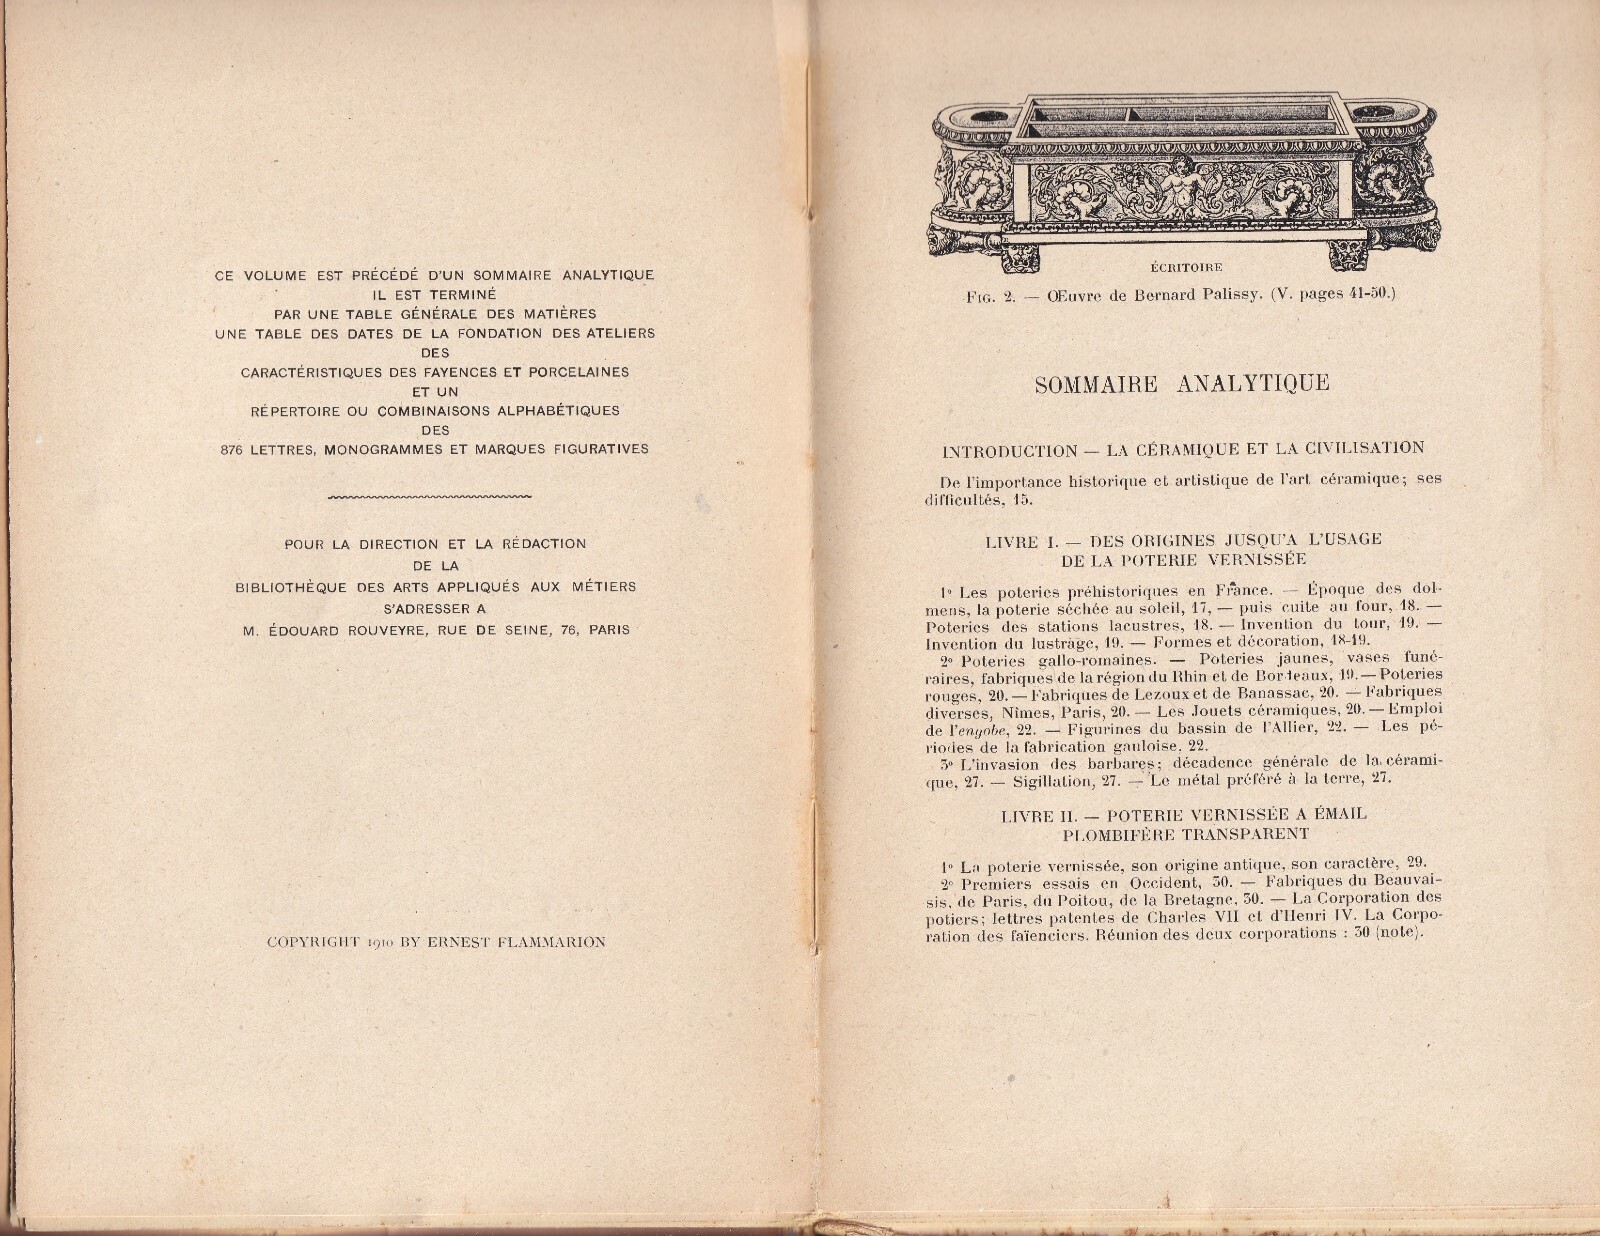 CE VOLUME EST PRÉCÉDÉ D'UN SOMMAIRE ANALYTIQUE
IL EST TERMINÉ
PAR UNE TABLE GÉNÉRALE DES MATIÈRES
UNE TABLE DES DATES DE LA FONDATION DES ATELIERS
DES
CARACTÉRISTIQUES DES FAYENCES ET PORCELAINES
ET UN
RÉPERTOIRE OU COMBINAISONS ALPHABÉTIQUES
DES
876 LETTRES, MONOGRAMMES ET MARQUES FIGURATIVES
POUR LA DIRECTION ET LA RÉDACTION
DE LA
BIBLIOTHÈQUE DES ARTS APPLIQUÉS AUX MÉTIERS
S'ADRESSER A
M. ÉDOUARD ROUVEYRE, RUE DE SEINE, 76, PARIS
COPYRIGHT 1910 BY ERNEST FLAMMARION
ÉCRITOIRE
FIG. 2. — Œuvre de Bernard Palissy. (V. pages 41-50.)
SOMMAIRE ANALYTIQUE
INTRODUCTION — LA CÉRAMIQUE ET LA CIVILISATION
De l'importance historique et artistique de l'art céramique; ses
difficultés, 15.
LIVRE I. — DES ORIGINES JUSQU'A L'USAGE
DE LA POTERIE VERNISSÉE
1º Les poteries préhistoriques en France. — Époque des dol-
mens, la poterie séchée au soleil, 17, — puis cuite au four, 18. —
Poteries des stations lacustres, 18. — Invention du tour, 19. —
Invention du lustrage, 19. — Formes et décoration, 18-19.
2º Poteries gallo-romaines. — Poteries jaunes, vases funé-
raires, fabriques de la région du Rhin et de Bordeaux, 19. — Poteries
rouges, 20. — Fabriques de Lezoux et de Banassac, 20. — Fabriques
diverses, Nîmes, Paris, 20. — Les Jouets céramiques, 20. — Emploi
de l'engobe, 22. — Figurines du bassin de l'Allier, 22. — Les pé-
riodes de la fabrication gauloise, 22.
3º L'invasion des barbares; décadence générale de la cérami-
que, 27. — Sigillation, 27. — Le métal préféré à la terre, 27.
LIVRE II. — POTERIE VERNISSÉE A ÉMAIL
PLOMBIFÈRE TRANSPARENT
1º La poterie vernissée, son origine antique, son caractère, 29.
2º Premiers essais en Occident, 30. — Fabriques du Beauvai-
sis, de Paris, du Poitou, de la Bretagne, 30. — La Corporation des
potiers; lettres patentes de Charles VII et d'Henri IV. La Corpo-
ration des faïenciers. Réunion des deux corporations : 30 (note).